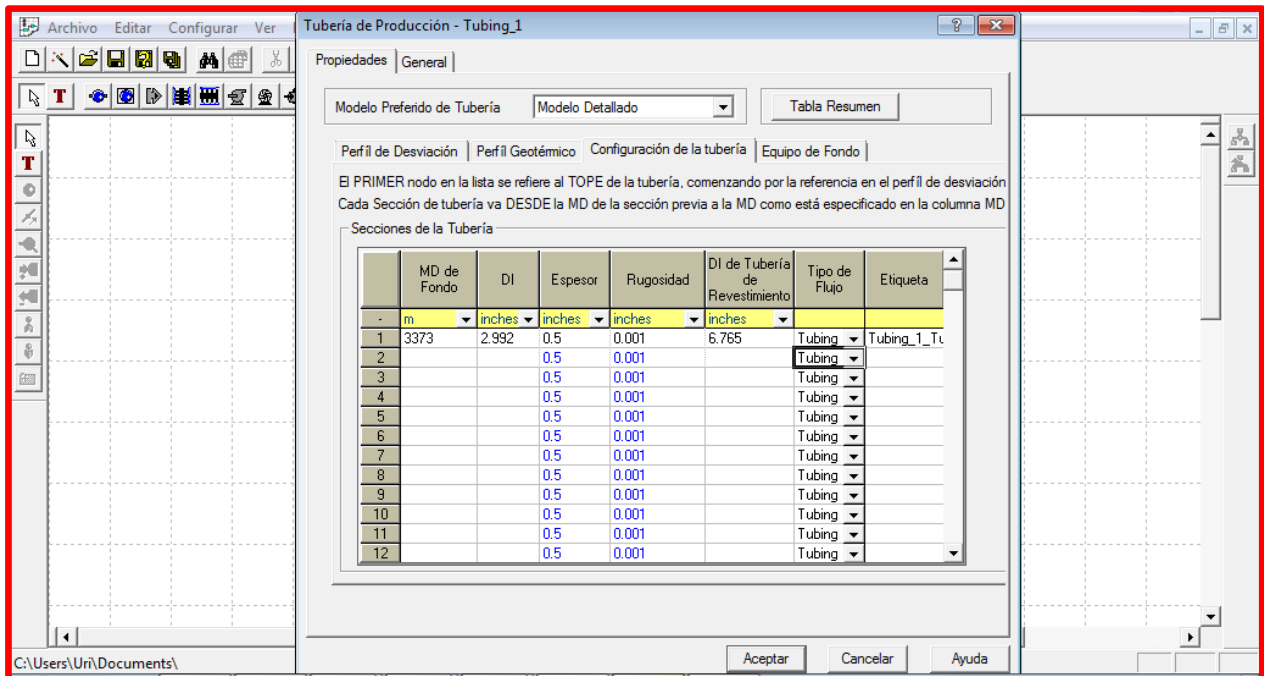 Archivo Editar Configurar Ver
Tubería de Producción - Tubing_1
Propiedades General
Modelo Preferido de Tubería Modelo Detallado Tabla Resumen
T
T
Perfíl de Desviación Perfíl Geotérmico Configuración de la tubería Equipo de Fondo
El PRIMER nodo en la lista se refiere al TOPE de la tubería, comenzando por la referencia en el perfíl de desviación
Cada Sección de tubería va DESDE la MD de la sección previa a la MD como está especificado en la columna MD
Secciones de la Tubería
MD de Fondo DI Espesor Rugosidad DI de Tubería de Revestimiento Tipo de Flujo Etiqueta
- m inches inches inches inches
1 3373 2.992 0.5 0.001 6.765 Tubing Tubing_1_Tu
2 0.5 0.001 Tubing
3 0.5 0.001 Tubing
4 0.5 0.001 Tubing
5 0.5 0.001 Tubing
6 0.5 0.001 Tubing
7 0.5 0.001 Tubing
8 0.5 0.001 Tubing
9 0.5 0.001 Tubing
10 0.5 0.001 Tubing
11 0.5 0.001 Tubing
12 0.5 0.001 Tubing
Aceptar Cancelar Ayuda
C:\Users\Uri\Documents\